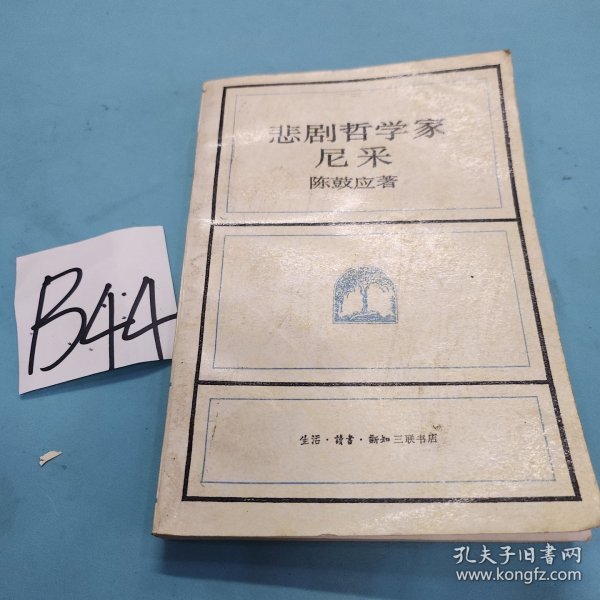 悲剧哲学家
尼采
陈鼓应著
B44
生活·讀書·新知三联书店
孔夫子旧书网
www.kongfz.com